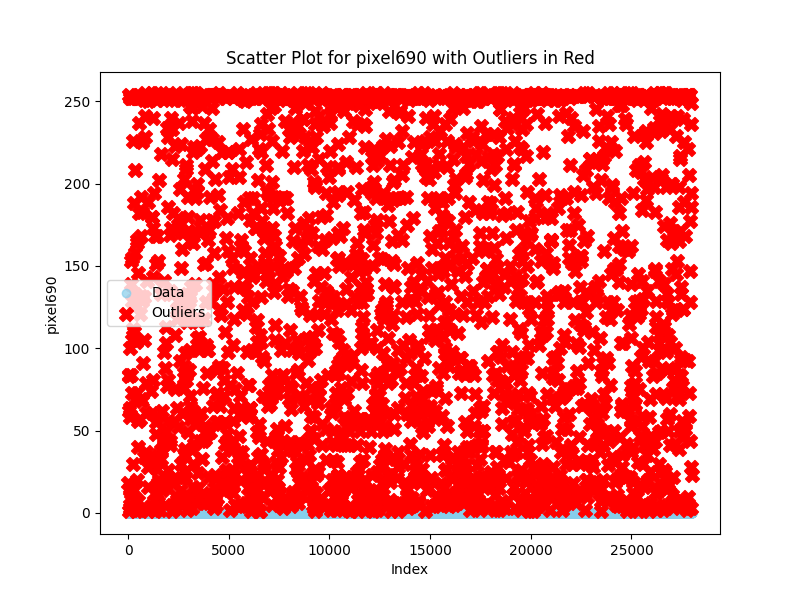 Scatter Plot for pixel690 with Outliers in Red
250
200
150
100
50
0
pixel690
Data
Outliers
0
5000
10000
15000
20000
25000
Index